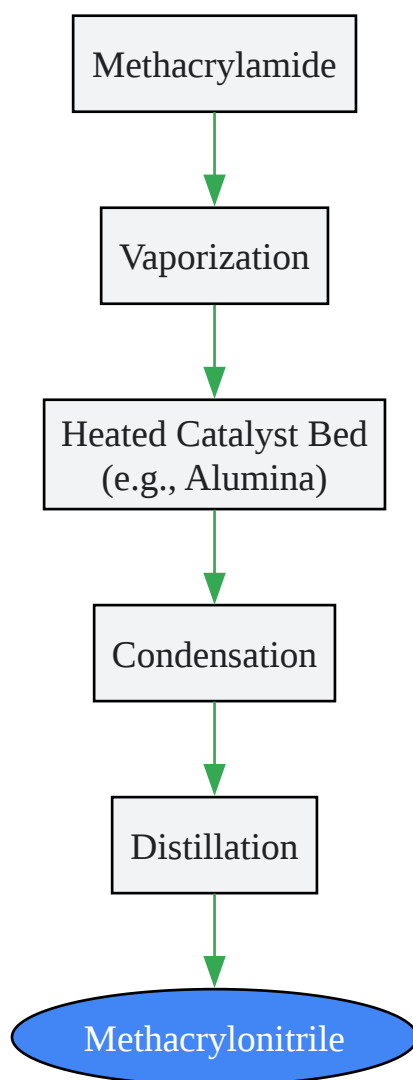 Methacrylamide
Vaporization
Heated Catalyst Bed
(e.g., Alumina)
Condensation
Distillation
Methacrylonitrile